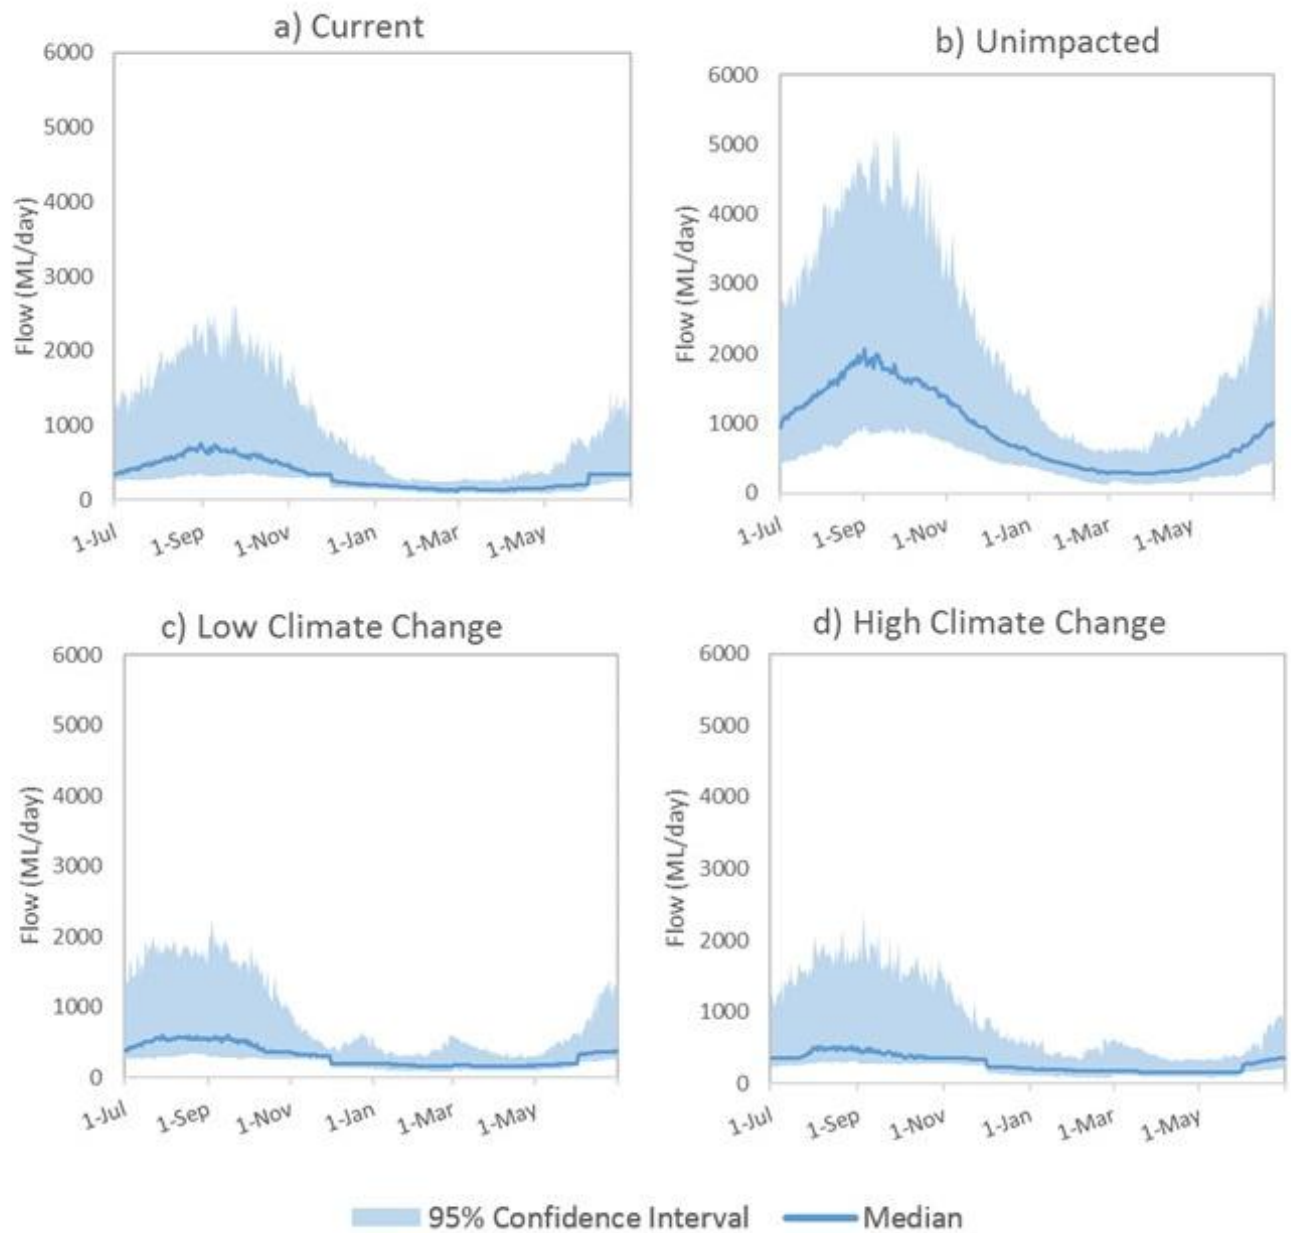 a) Current
6000
5000
4000
3000
2000
1000
0
Flow (ML/day)
1-Jul 1-Sep 1-Nov 1-Jan 1-Mar 1-May
b) Unimpacted
6000
5000
4000
3000
2000
1000
0
Flow (ML/day)
1-Jul 1-Sep 1-Nov 1-Jan 1-Mar 1-May
c) Low Climate Change
6000
5000
4000
3000
2000
1000
0
Flow (ML/day)
1-Jul 1-Sep 1-Nov 1-Jan 1-Mar 1-May
d) High Climate Change
6000
5000
4000
3000
2000
1000
0
Flow (ML/day)
1-Jul 1-Sep 1-Nov 1-Jan 1-Mar 1-May
95% Confidence Interval Median